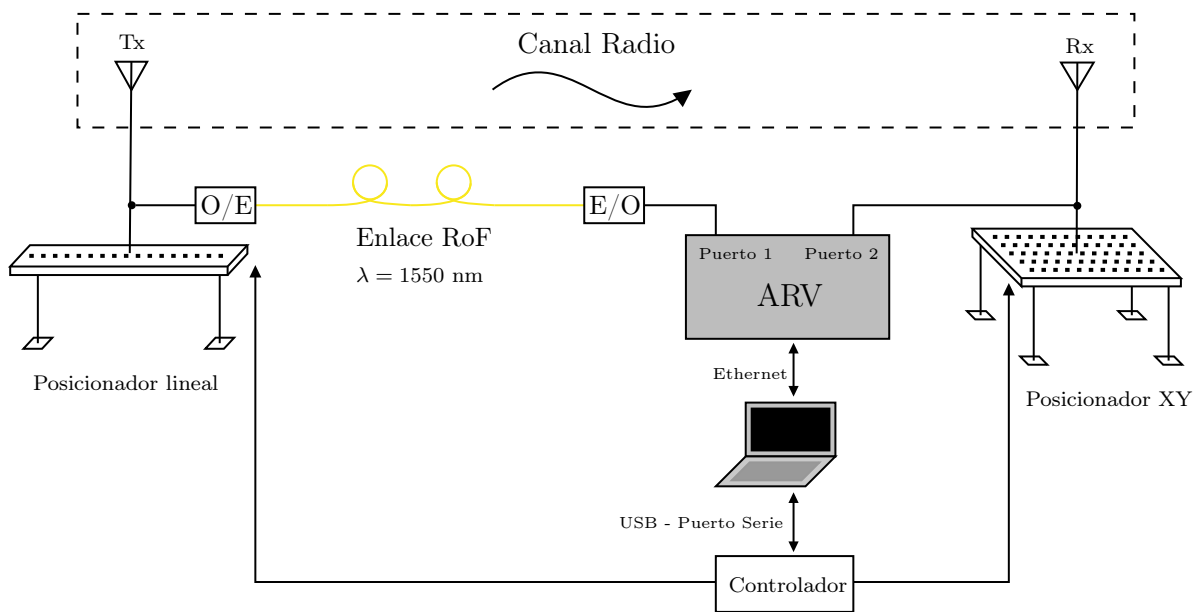 Canal Radio
Tx
Rx
O/E
E/O
Enlace RoF
λ = 1550 nm
Puerto 1
Puerto 2
ARV
Ethernet
Posicionador lineal
Posicionador XY
USB - Puerto Serie
Controlador